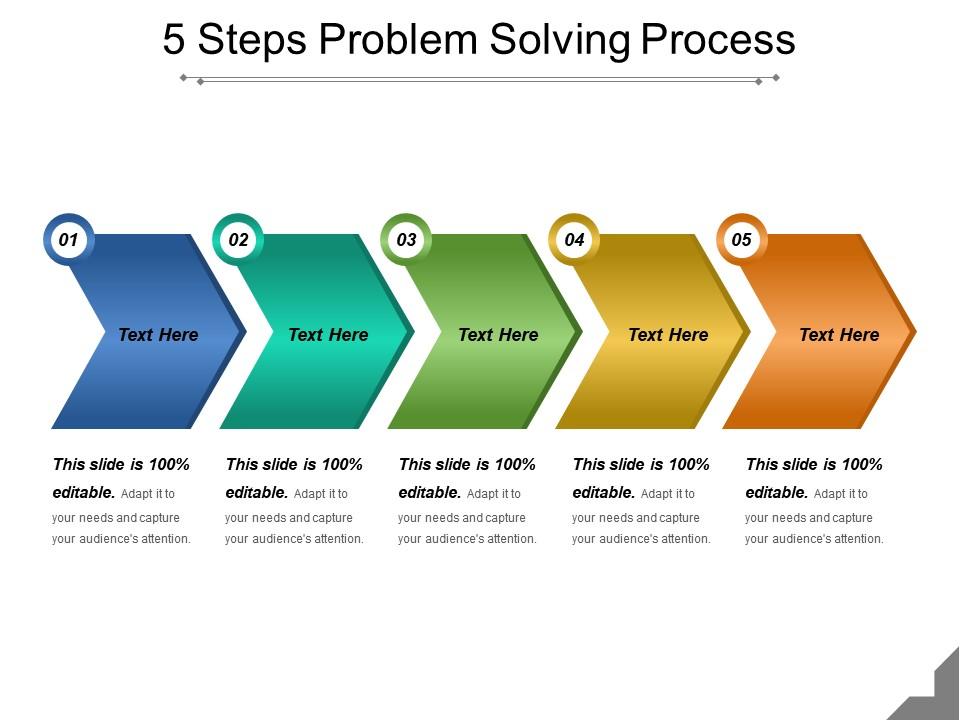 5 Steps Problem Solving Process
01
02
03
04
05
Text Here
Text Here
Text Here
Text Here
Text Here
This slide is 100%
editable. Adapt it to
your needs and capture
your audience's attention.
This slide is 100%
editable. Adapt it to
your needs and capture
your audience's attention.
This slide is 100%
editable. Adapt it to
your needs and capture
your audience's attention.
This slide is 100%
editable. Adapt it to
your needs and capture
your audience's attention.
This slide is 100%
editable. Adapt it to
your needs and capture
your audience's attention.